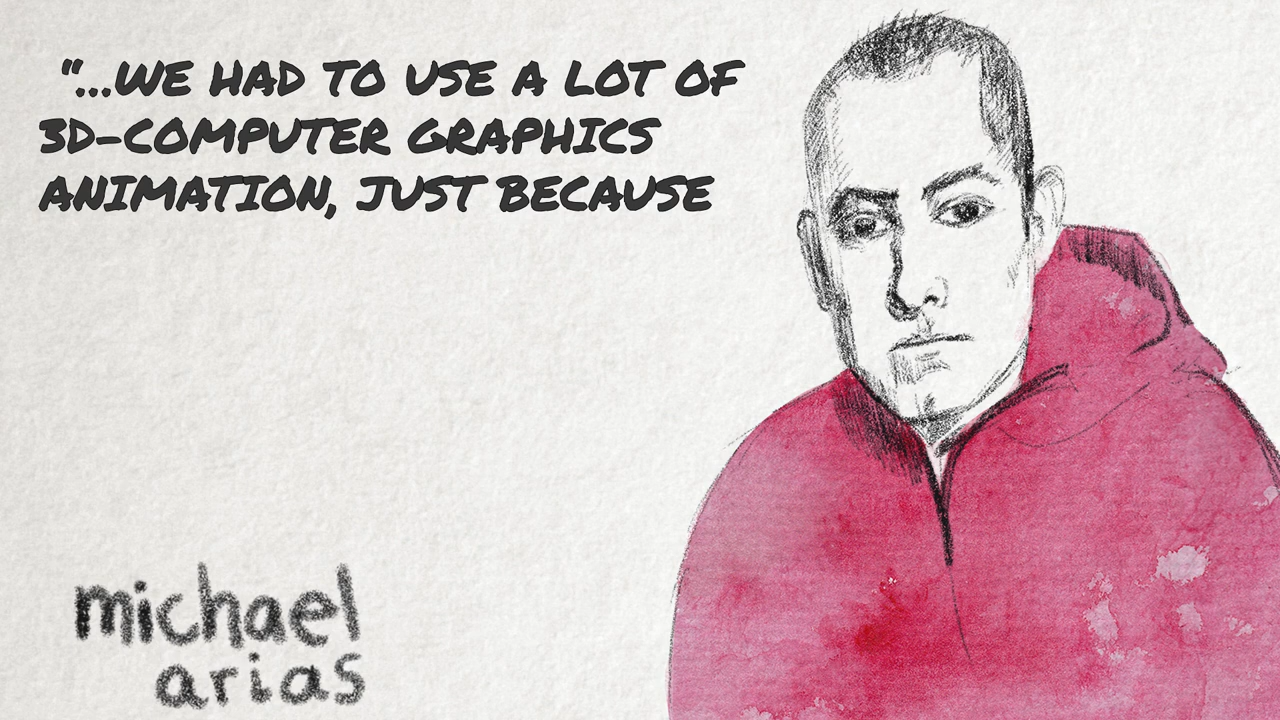 “...WE HAD TO USE A LOT OF
3D-COMPUTER GRAPHICS
ANIMATION, JUST BECAUSE
michael
arias